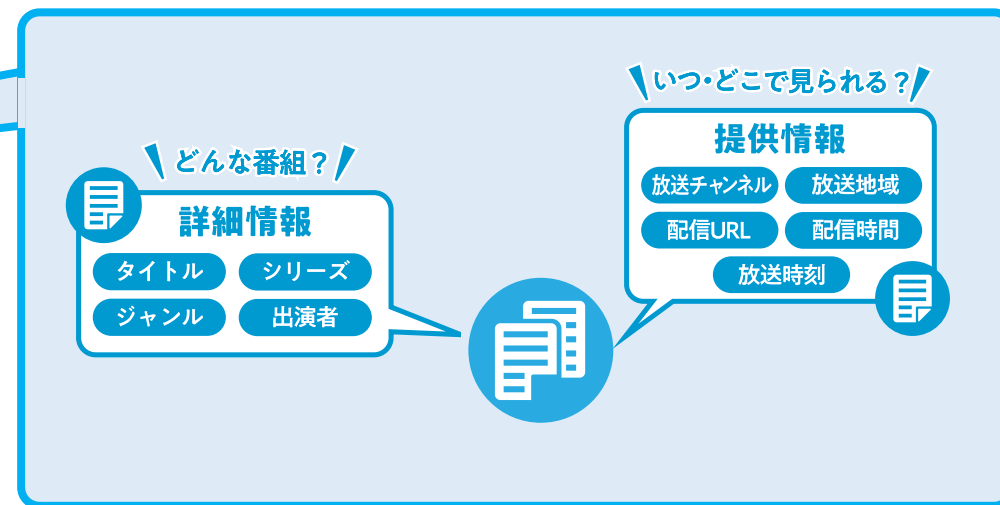 どんな番組？
詳細情報
タイトル
シリーズ
ジャンル
出演者
いつ・どこで見られる？
提供情報
放送チャンネル
放送地域
配信URL
配信時間
放送時刻